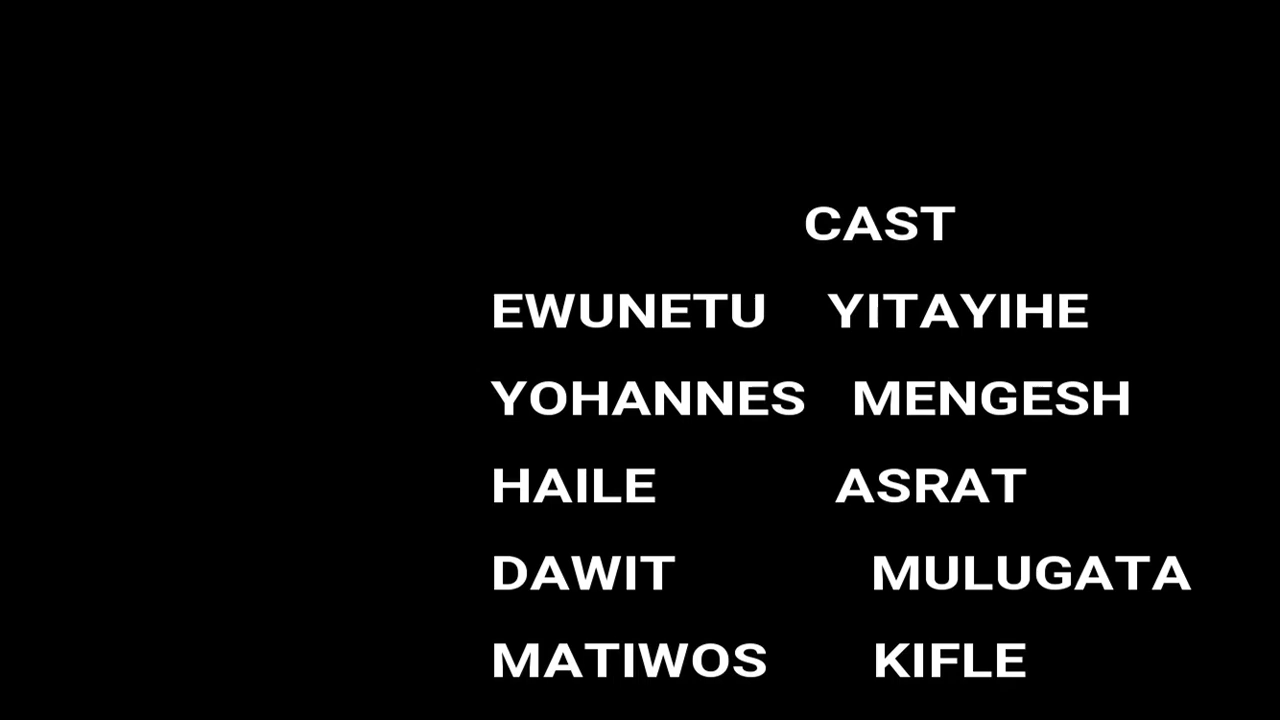 CAST
EWUNETU YITAYIHE
YOHANNES MENGESH
HAILE ASRAT
DAWIT MULUGATA
MATIWOS KIFLE